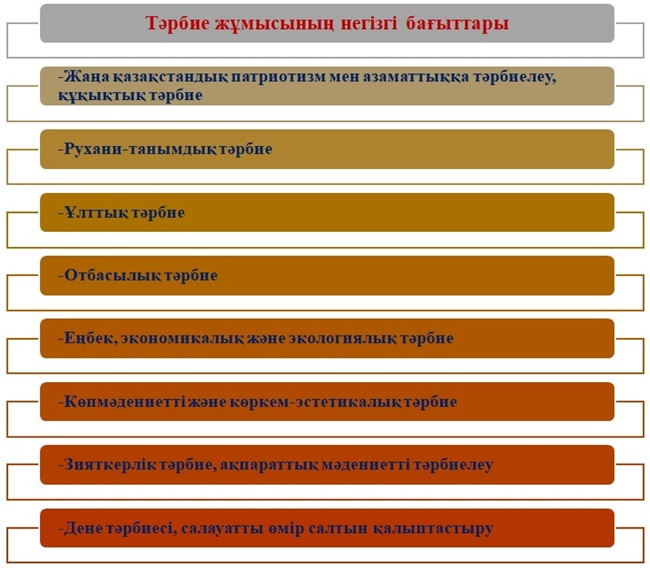 Тәрбие жұмысының негізгі бағыттары
-Жаңа қазақстандық патриотизм мен азаматтыққа тәрбиелеу,
құқықтық тәрбие
-Рухани-танымдық тәрбие
-Ұлттық тәрбие
-Отбасылық тәрбие
-Еңбек, экономикалық және экологиялық тәрбие
-Көпмәдениетті және көркем-эстетикалық тәрбие
-Зияткерлік тәрбие, ақпараттық мәдениетті тәрбиелеу
-Дене тәрбиесі, салауатты өмір салтын қалыптастыру